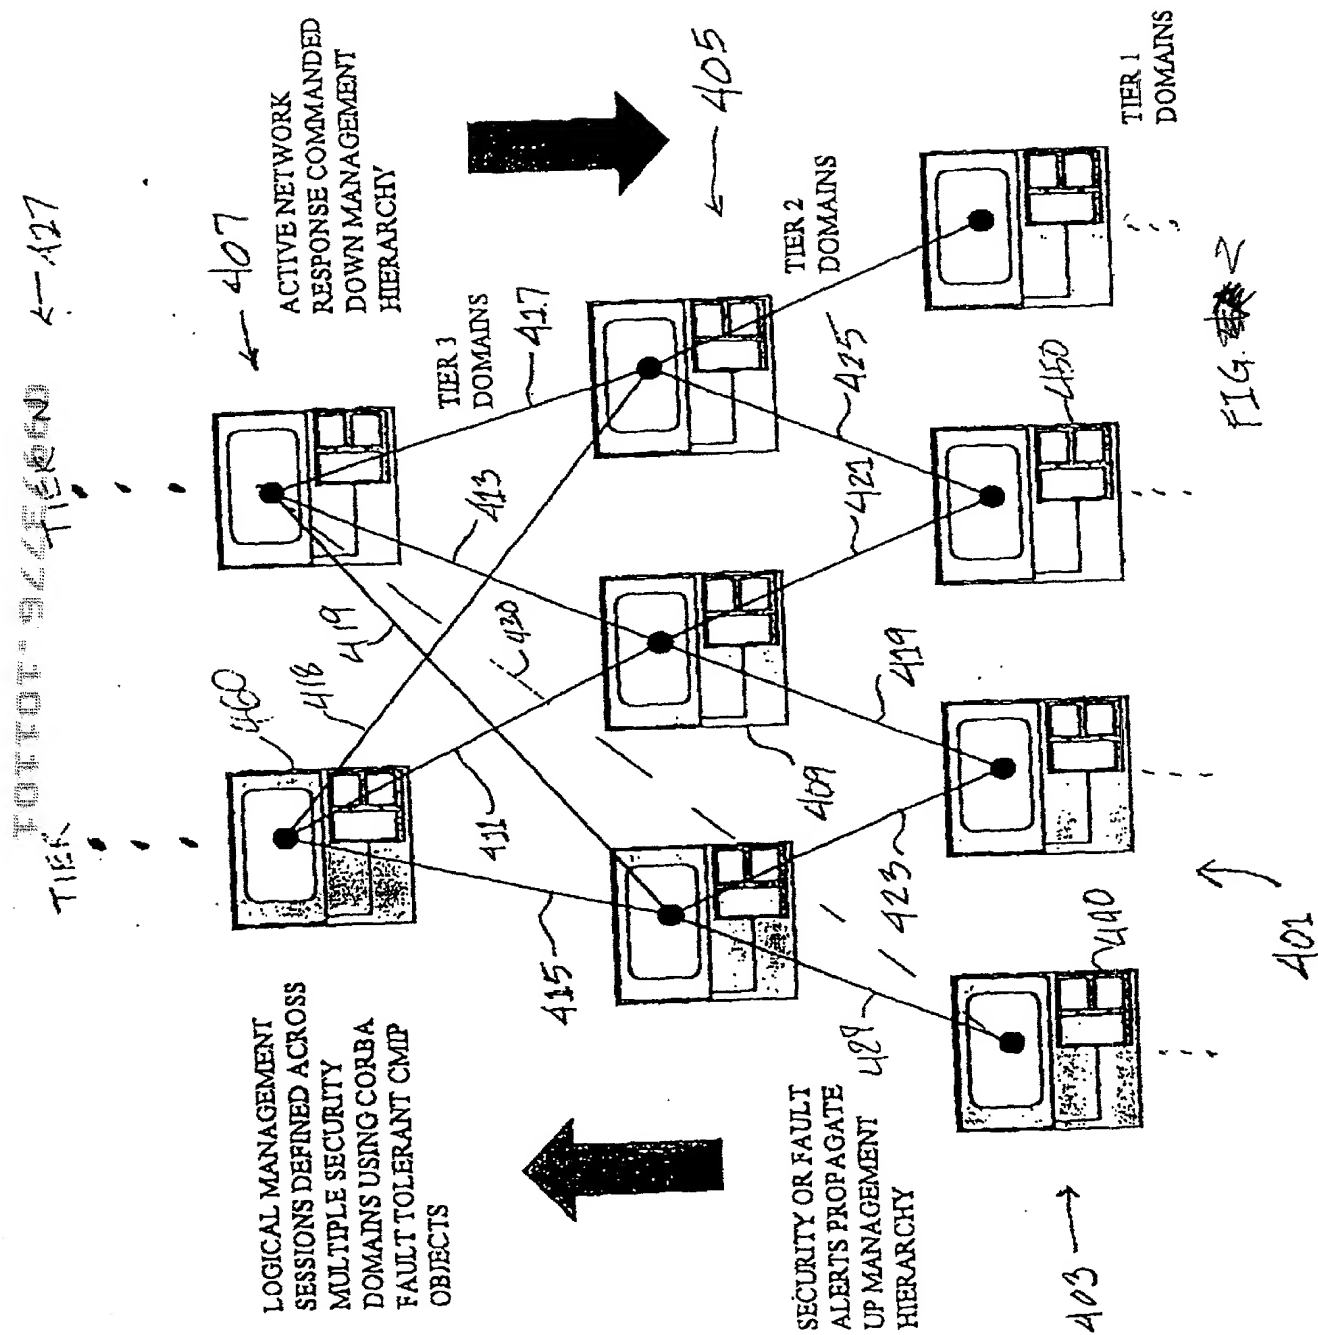 TIER
TIER N
← 427
← 407
ACTIVE NETWORK
RESPONSE COMMANDED
DOWN MANAGEMENT
HIERARCHY
460
418
419
TIER 3
DOMAINS
417
413
430
411
← 405
LOGICAL MANAGEMENT
SESSIONS DEFINED ACROSS
MULTIPLE SECURITY
DOMAINS USING CORBA
FAULT TOLERANT CMIP
OBJECTS
415
409
TIER 2
DOMAINS
425
421
419
423
SECURITY OR FAULT
ALERTS PROPAGATE
UP MANAGEMENT
HIERARCHY
429
450
440
TIER 1
DOMAINS
403 →
401
FIG. 2